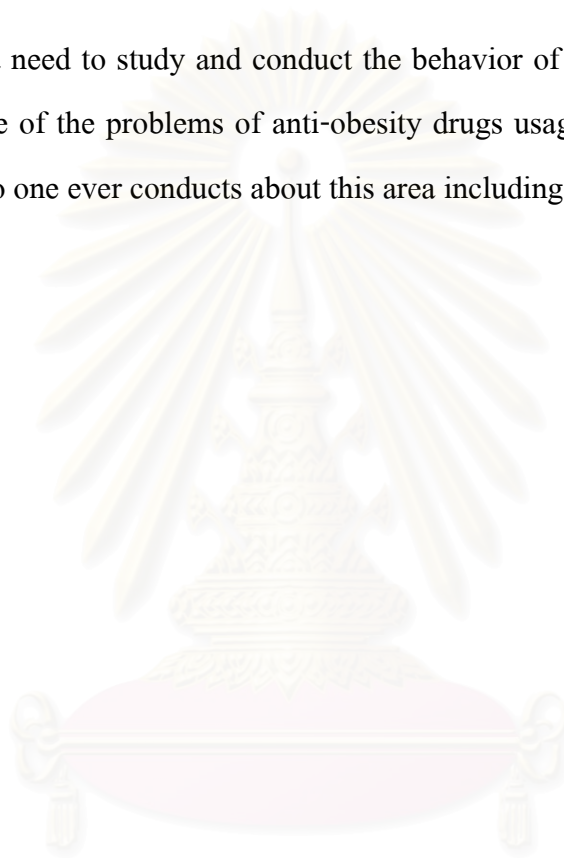 need to study and conduct the behavior of
of the problems of anti-obesity drugs
one ever conducts about this area including